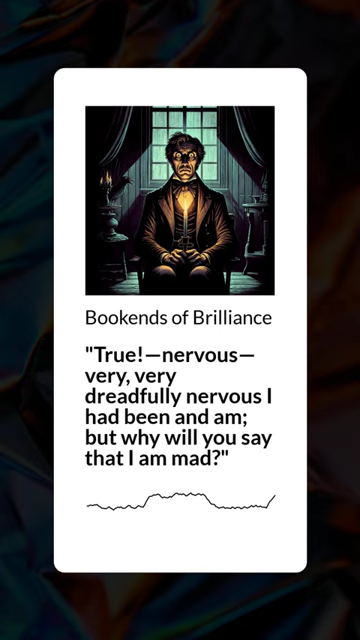 Bookends of Brilliance
"True!—nervous—
very, very
dreadfully nervous I
had been and am;
but why will you say
that I am mad?"